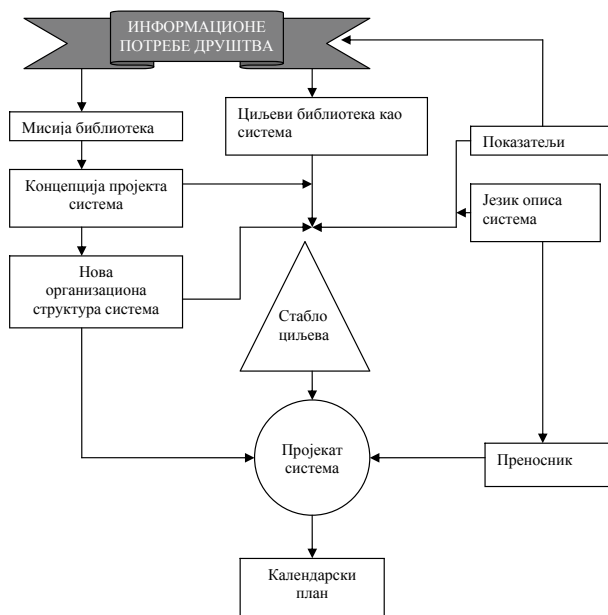 ИНФОРМАЦИОНЕ
ПОТРЕБЕ ДРУШТВА
Мисија библиотека
Циљеви библиотека као
система
Показатељи
Концепција пројекта
система
Језик описа
система
Нова
организациона
структура система
Стабло
циљева
Пројекат
система
Преносник
Календарски
план